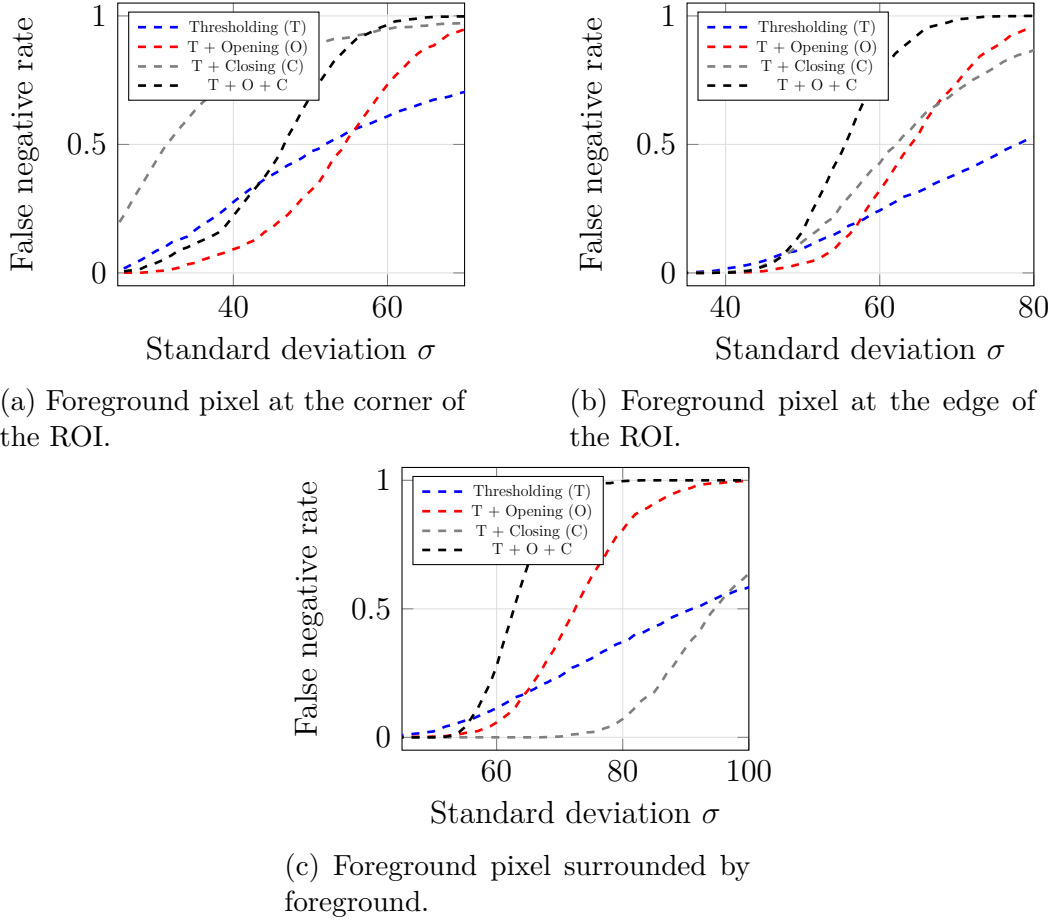 False negative rate
1
0.5
0
Thresholding (T)
T + Opening (O)
T + Closing (C)
T + O + C
40
60
Standard deviation σ
(a) Foreground pixel at the corner of
the ROI.
False negative rate
1
0.5
0
Thresholding (T)
T + Opening (O)
T + Closing (C)
T + O + C
40
60
80
Standard deviation σ
(b) Foreground pixel at the edge of
the ROI.
False negative rate
1
0.5
0
Thresholding (T)
T + Opening (O)
T + Closing (C)
T + O + C
60
80
100
Standard deviation σ
(c) Foreground pixel surrounded by
foreground.